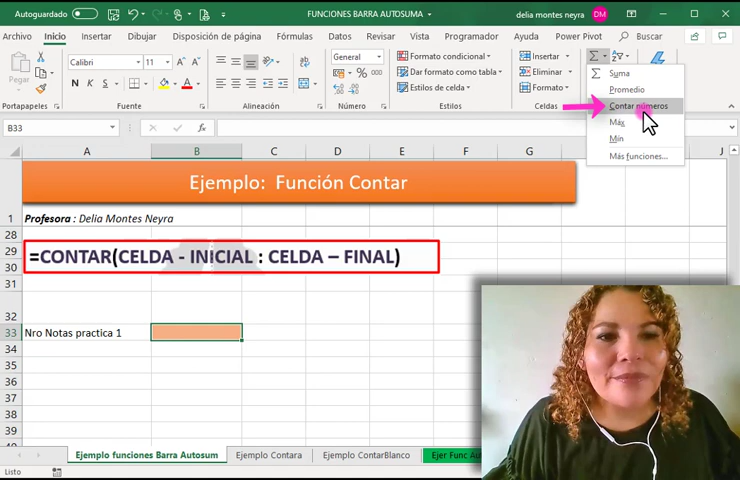 Autoguardado
FUNCIONES BARRA AUTOSUMA
delia montes neyra
DM
Archivo Inicio Insertar Dibujar Disposición de página Fórmulas Datos Revisar Vista Programador Ayuda Power Pivot
Pegar
Portapapeles
Calibri
11
N K S
Fuente
Alineación
General
%
000
Número
Formato condicional
Dar formato como tabla
Estilos de celda
Estilos
Insertar
Eliminar
Formato
Celdas
Suma
Promedio
Contar números
Máx
Mín
Más funciones...
B33
fx
A B C D E F G J
Ejemplo: Función Contar
1 Profesora : Delia Montes Neyra
28
29 =CONTAR(CELDA - INICIAL : CELDA – FINAL)
30
31
32
33 Nro Notas practica 1
34
35
36
37
38
39
Ejemplo funciones Barra Autosum
Ejemplo Contara
Ejemplo ContarBlanco
Ejer Func Au
Listo